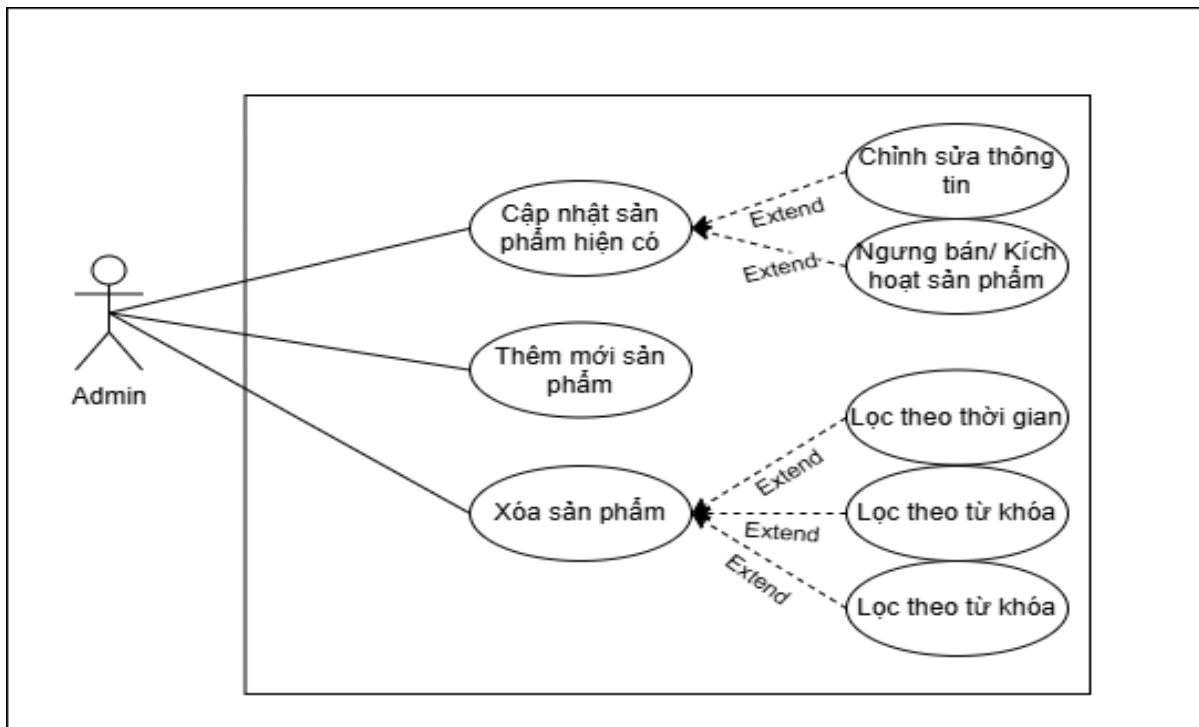 Chỉnh sửa thông
tin
Extend
Cập nhật sản
phẩm hiện có
Extend
Ngưng bán/ Kích
hoạt sản phẩm
Admin
Thêm mới sản
phẩm
Lọc theo thời gian
Extend
Xóa sản phẩm
Extend
Lọc theo từ khóa
Extend
Lọc theo từ khóa